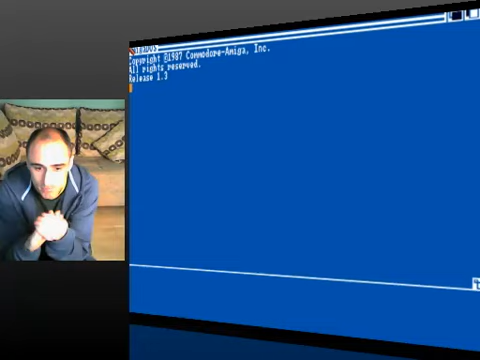 Copyright ©1987 Commodore-Amiga, Inc.
All rights reserved.
Release 1.3